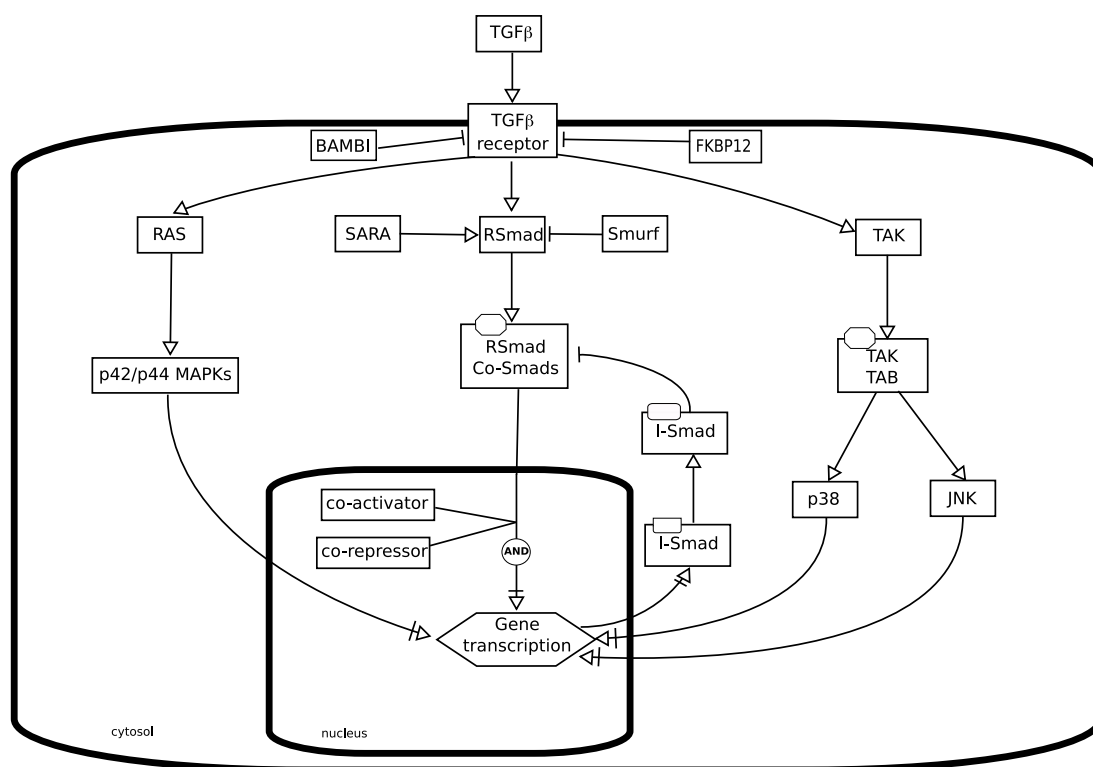 TGFβ
TGFβ
receptor
BAMBI
FKBP12
RAS
SARA
RSmad
Smurf
TAK
RSmad
Co-Smads
TAK
TAB
p42/p44 MAPKs
I-Smad
p38
JNK
co-activator
co-repressor
AND
I-Smad
Gene
transcription
cytosol
nucleus